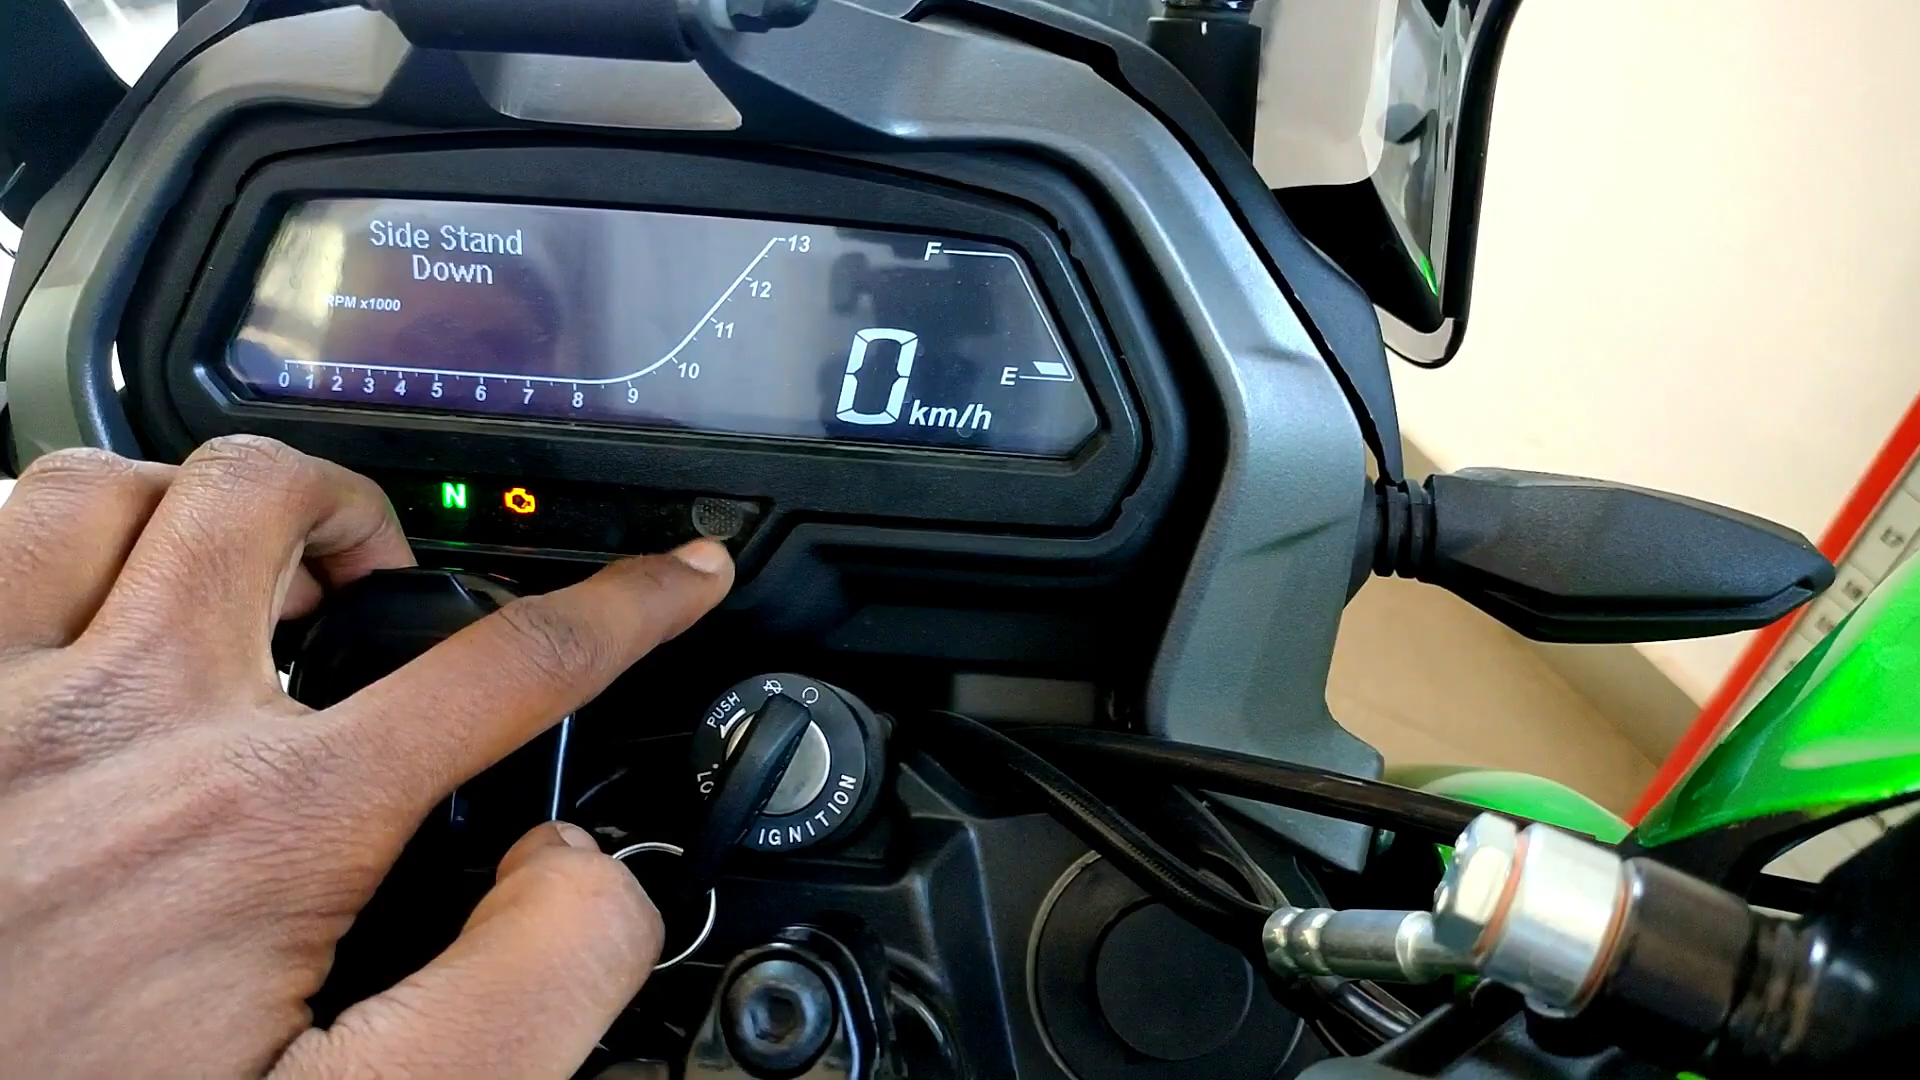 Side Stand
Down
RPM x1000
0 1 2 3 4 5 6 7 8 9 10 11 12 13
0 km/h
F
E
N
PUSH
IGNITION